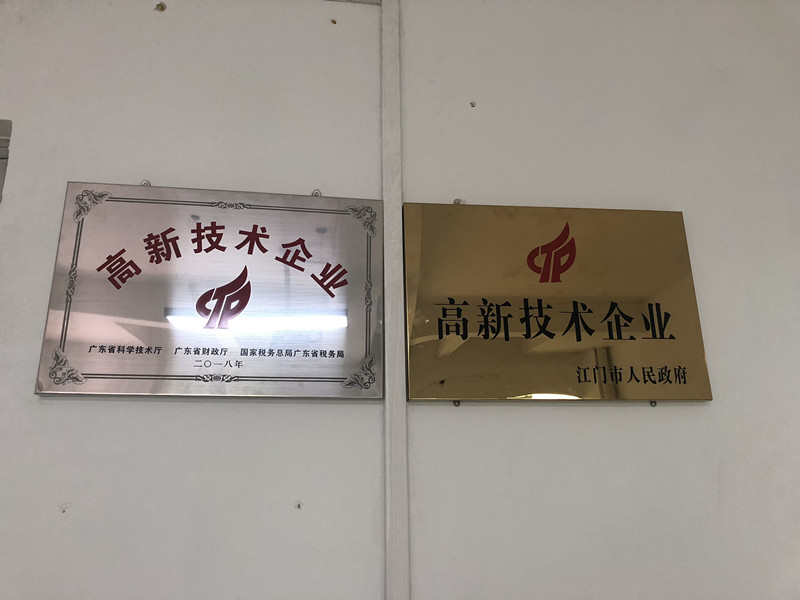 高新技术企业
广东省科学技术厅 广东省财政厅 国家税务总局广东省税务局
二〇一八年
高新技术企业
江门市人民政府